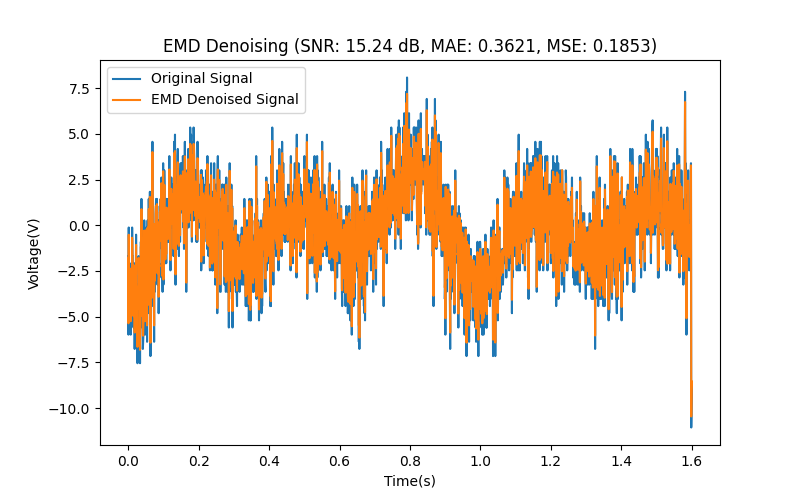 EMD Denoising (SNR: 15.24 dB, MAE: 0.3621, MSE: 0.1853)
Original Signal
EMD Denoised Signal
7.5
5.0
2.5
0.0
−2.5
−5.0
−7.5
−10.0
Voltage(V)
0.0 0.2 0.4 0.6 0.8 1.0 1.2 1.4 1.6
Time(s)